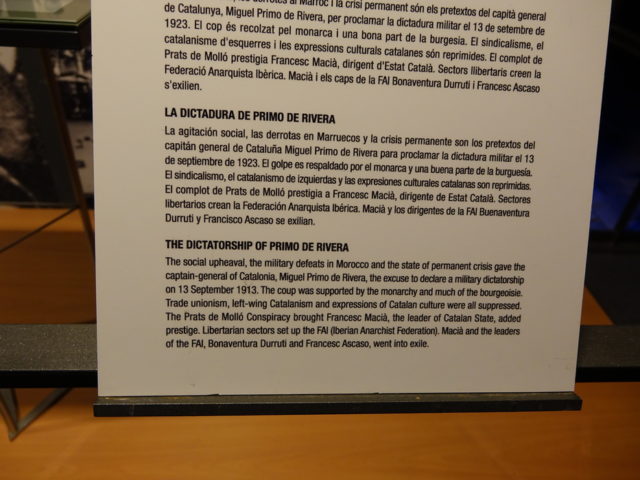 derrotes al Marroc i la crisi permanent són els pretextos del capità general
de Catalunya, Miguel Primo de Rivera, per proclamar la dictadura militar el 13 de setembre de
1923. El cop és recolzat pel monarca i una bona part de la burgesia. El sindicalisme, el
catalanisme d'esquerres i les expressions culturals catalanes són reprimides. El complot de
Prats de Molló prestigia Francesc Macià, dirigent d'Estat Català. Sectors llibertaris creen la
Federació Anarquista Ibèrica. Macià i els caps de la FAI Bonaventura Durruti i Francesc Ascaso
s'exilien.
LA DICTADURA DE PRIMO DE RIVERA
La agitación social, las derrotas en Marruecos y la crisis permanente son los pretextos del
capitán general de Cataluña Miguel Primo de Rivera para proclamar la dictadura militar el 13
de septiembre de 1923. El golpe es respaldado por el monarca y una buena parte de la burguesía.
El sindicalismo, el catalanismo de izquierdas y las expresiones culturales catalanas son reprimidas.
El complot de Prats de Molló prestigia a Francesc Macià, dirigente de Estat Català. Sectores
libertarios crean la Federación Anarquista Ibérica. Macià y los dirigentes de la FAI Buenaventura
Durruti y Francisco Ascaso se exilian.
THE DICTATORSHIP OF PRIMO DE RIVERA
The social upheaval, the military defeats in Morocco and the state of permanent crisis gave the
captain-general of Catalonia, Miguel Primo de Rivera, the excuse to declare a military dictatorship
on 13 September 1913. The coup was supported by the monarchy and much of the bourgeoisie.
Trade unionism, left-wing Catalanism and expressions of Catalan culture were all suppressed.
The Prats de Molló Conspiracy brought Francesc Macià, the leader of Catalan State, added
prestige. Libertarian sectors set up the FAI (Iberian Anarchist Federation). Macià and the leaders
of the FAI, Bonaventura Durruti and Francesc Ascaso, went into exile.